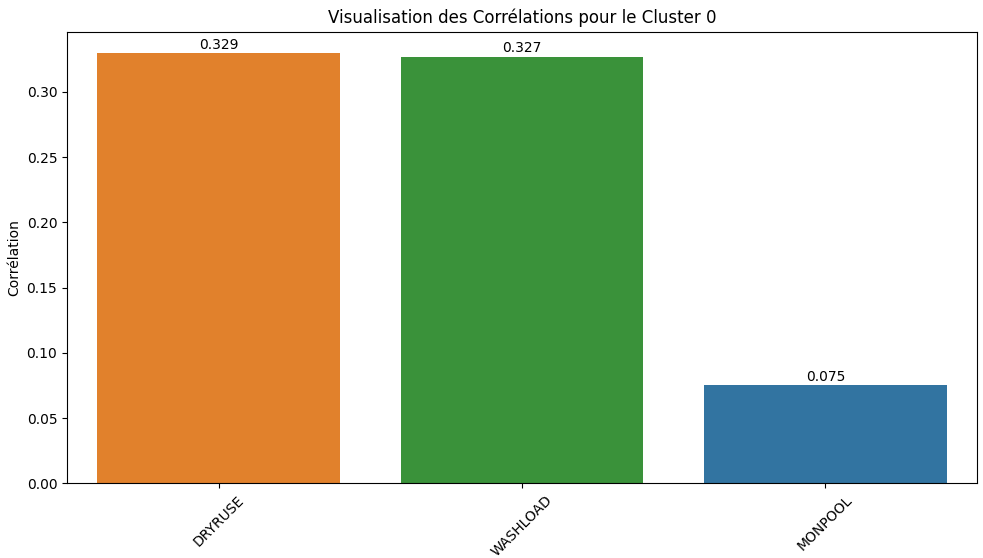 Visualisation des Corrélations pour le Cluster 0
Corrélation
0.30
0.25
0.20
0.15
0.10
0.05
0.00
0.329
0.327
0.075
DRYRUSE
WASHLOAD
MONPOOL